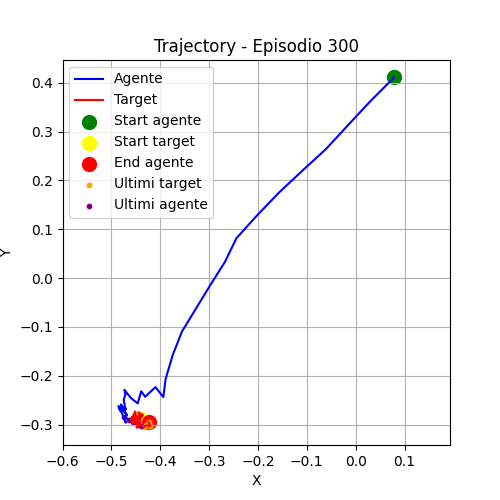 Trajectory - Episodio 300
Agente
Target
Start agente
Start target
End agente
Ultimi target
Ultimi agente
0.4
0.3
0.2
0.1
0.0
−0.1
−0.2
−0.3
Y
−0.6
−0.5
−0.4
−0.3
−0.2
−0.1
0.0
0.1
X